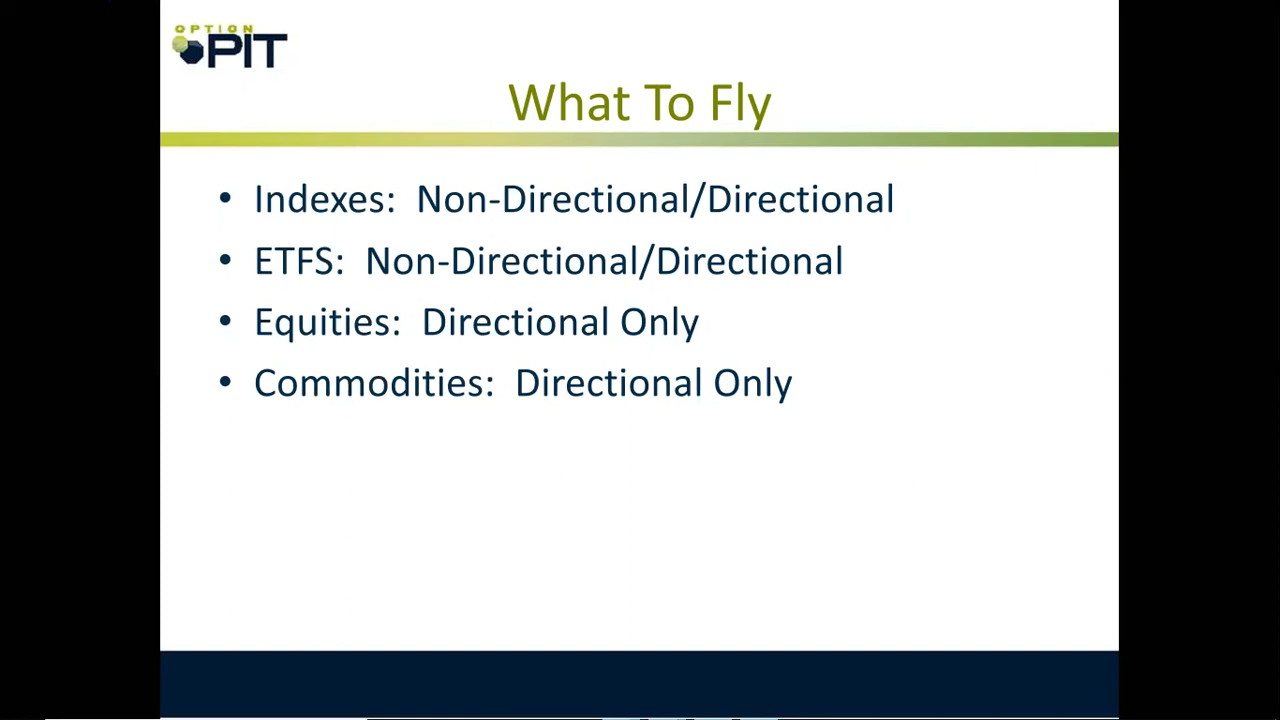 OPTION
PIT
What To Fly
• Indexes: Non-Directional/Directional
• ETFS: Non-Directional/Directional
• Equities: Directional Only
• Commodities: Directional Only